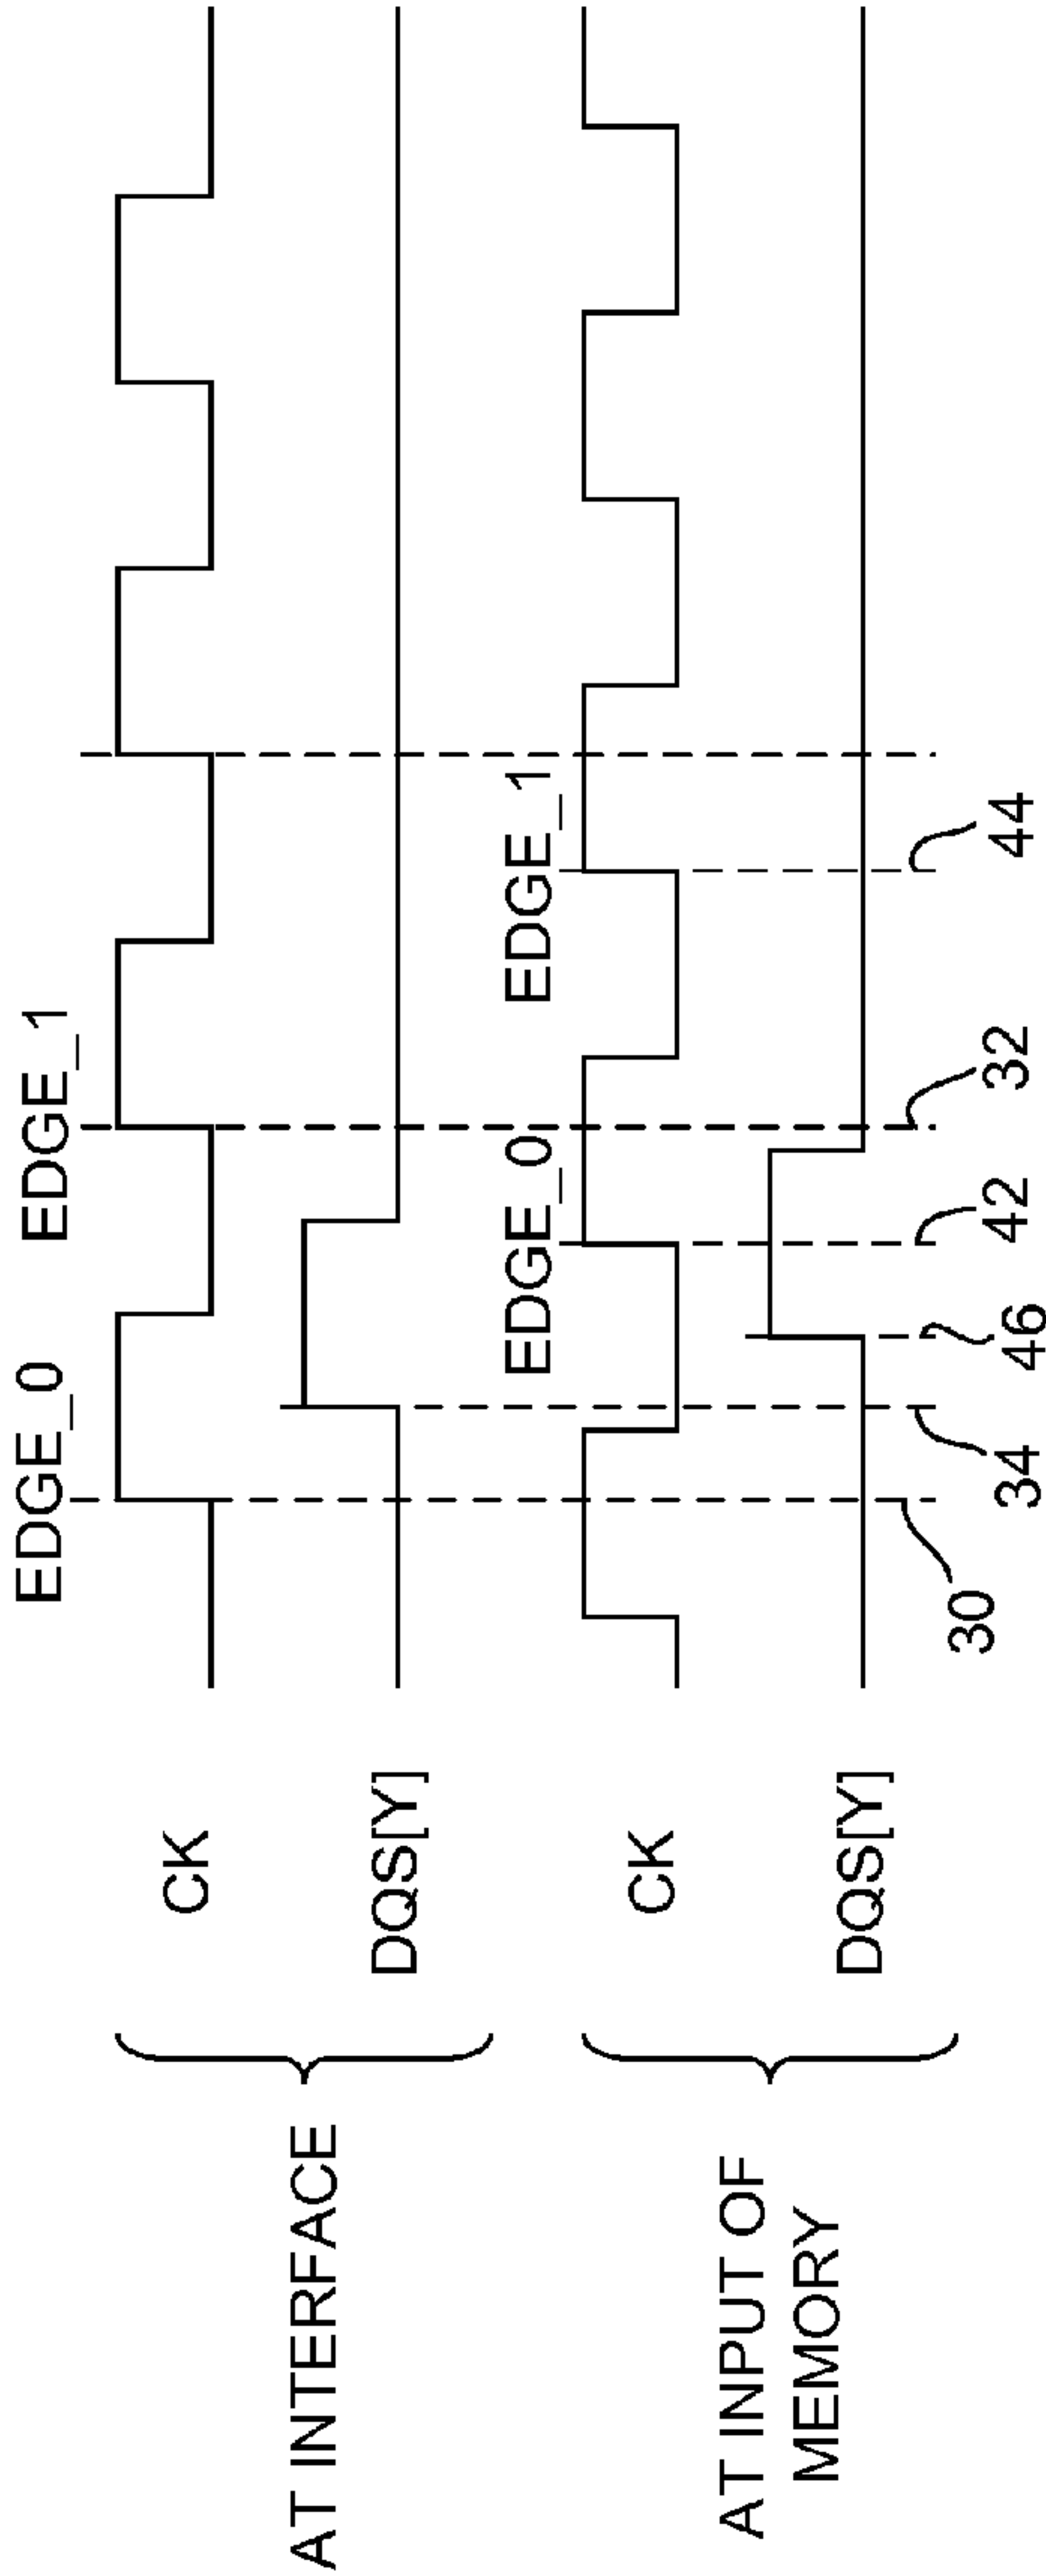 EDGE_0
EDGE_1
CK
AT INTERFACE
DQS[Y]
EDGE_0
EDGE_1
CK
AT INPUT OF
MEMORY
DQS[Y]
30
34
46
42
32
44